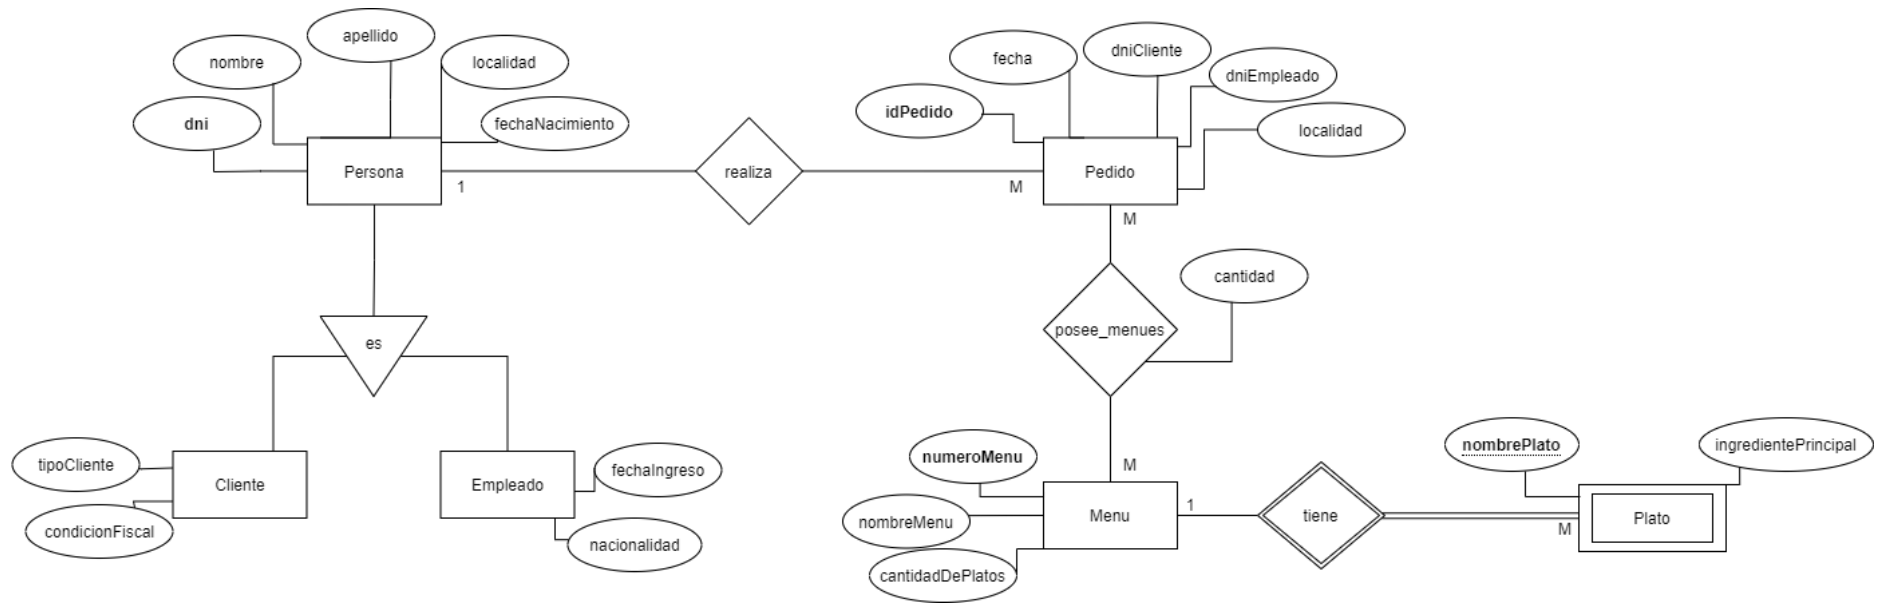 apellido
nombre
localidad
dni
fechaNacimiento
Persona
1
realiza
M
fecha
dniCliente
dniEmpleado
idPedido
localidad
Pedido
M
cantidad
posee_menues
es
M
tipoCliente
Cliente
condicionFiscal
Empleado
fechaIngreso
nacionalidad
numeroMenu
nombreMenu
Menu
cantidadDePlatos
1
tiene
M
nombrePlato
ingredientePrincipal
Plato